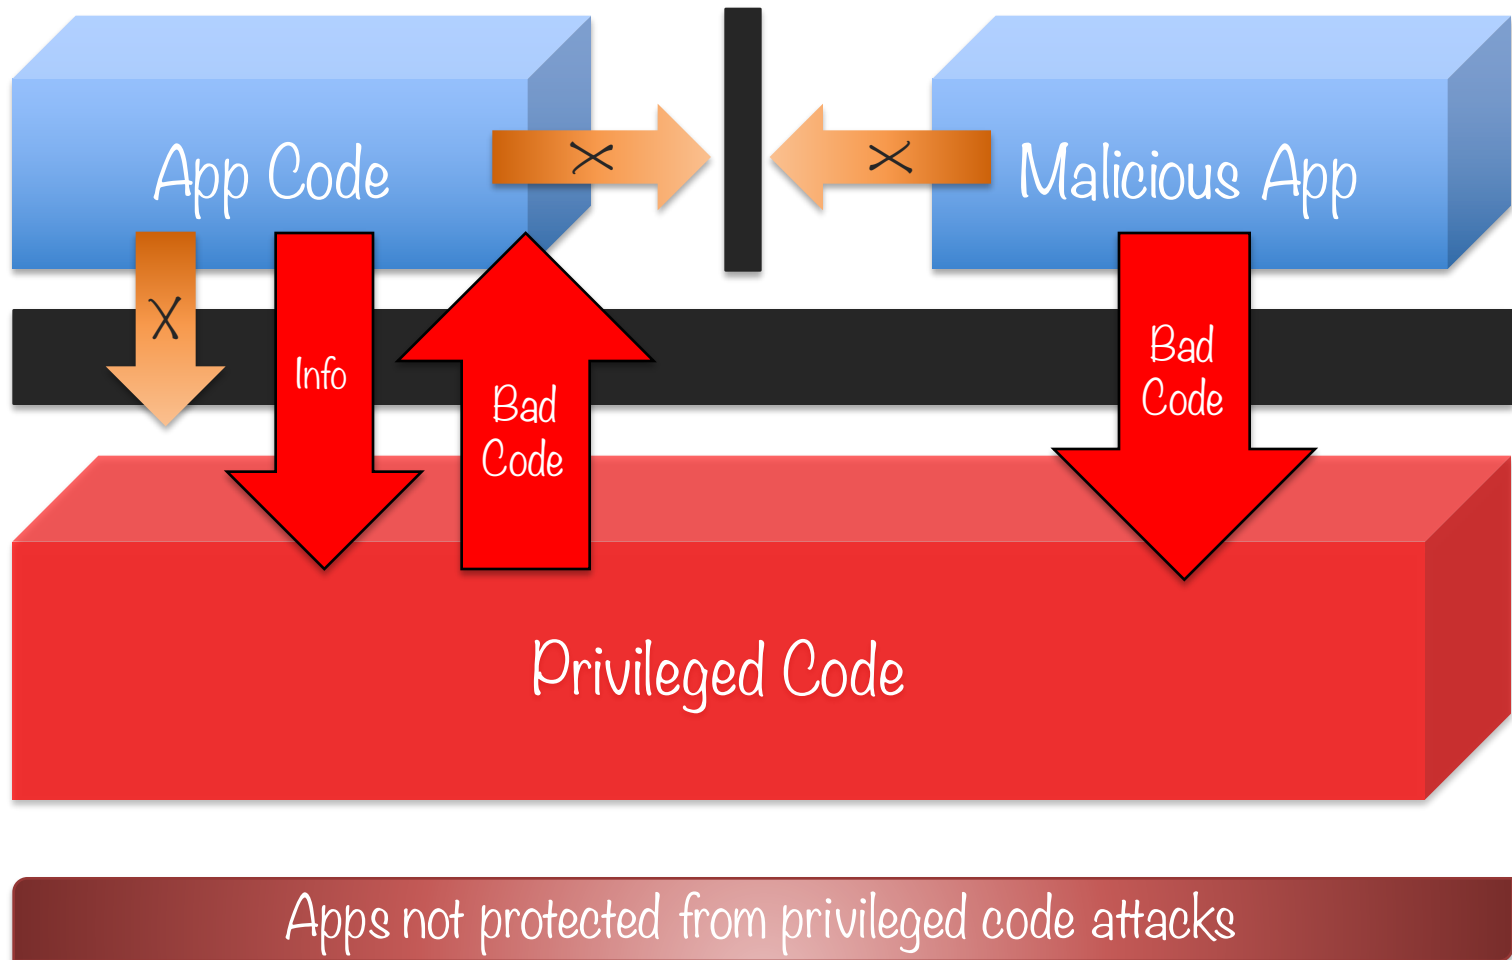 App Code
X
X
Malicious App
X
Info
Bad
Code
Bad
Code
Privileged Code
Apps not protected from privileged code attacks